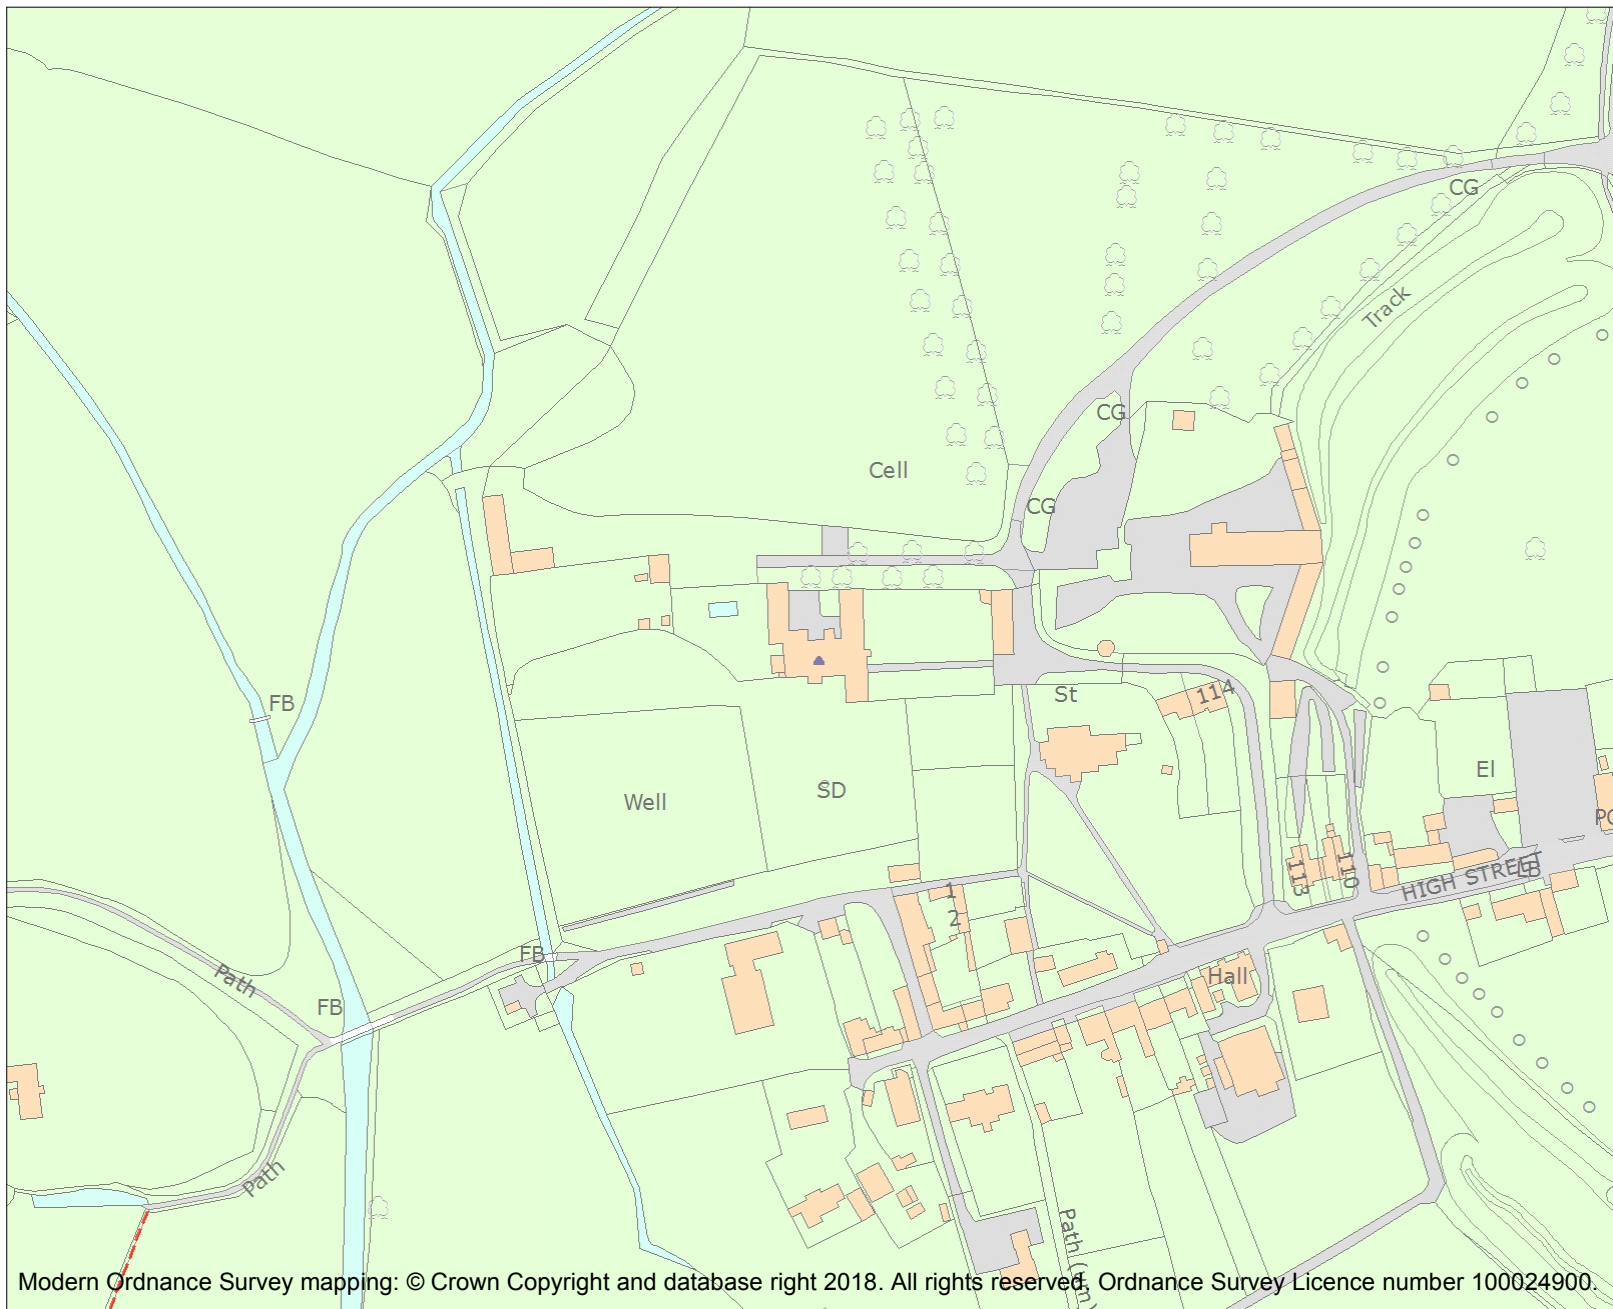 CG
Track
CG
Cell
CG
FB
St
114
El
Well
SD
PO
113
110
HIGH STREET
LB
1
2
FB
Path
FB
Hall
Path
Path (um)
Modern Ordnance Survey mapping: © Crown Copyright and database right 2018. All rights reserved. Ordnance Survey Licence number 100024900.